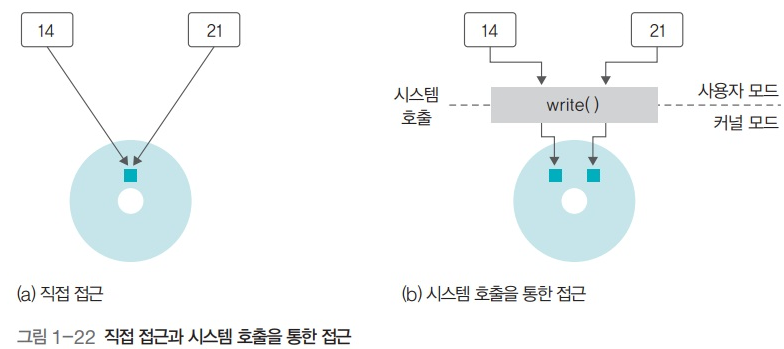 14
21
(a) 직접 접근
14
21
시스템
호출
write( )
사용자 모드
커널 모드
(b) 시스템 호출을 통한 접근
그림 1-22 직접 접근과 시스템 호출을 통한 접근